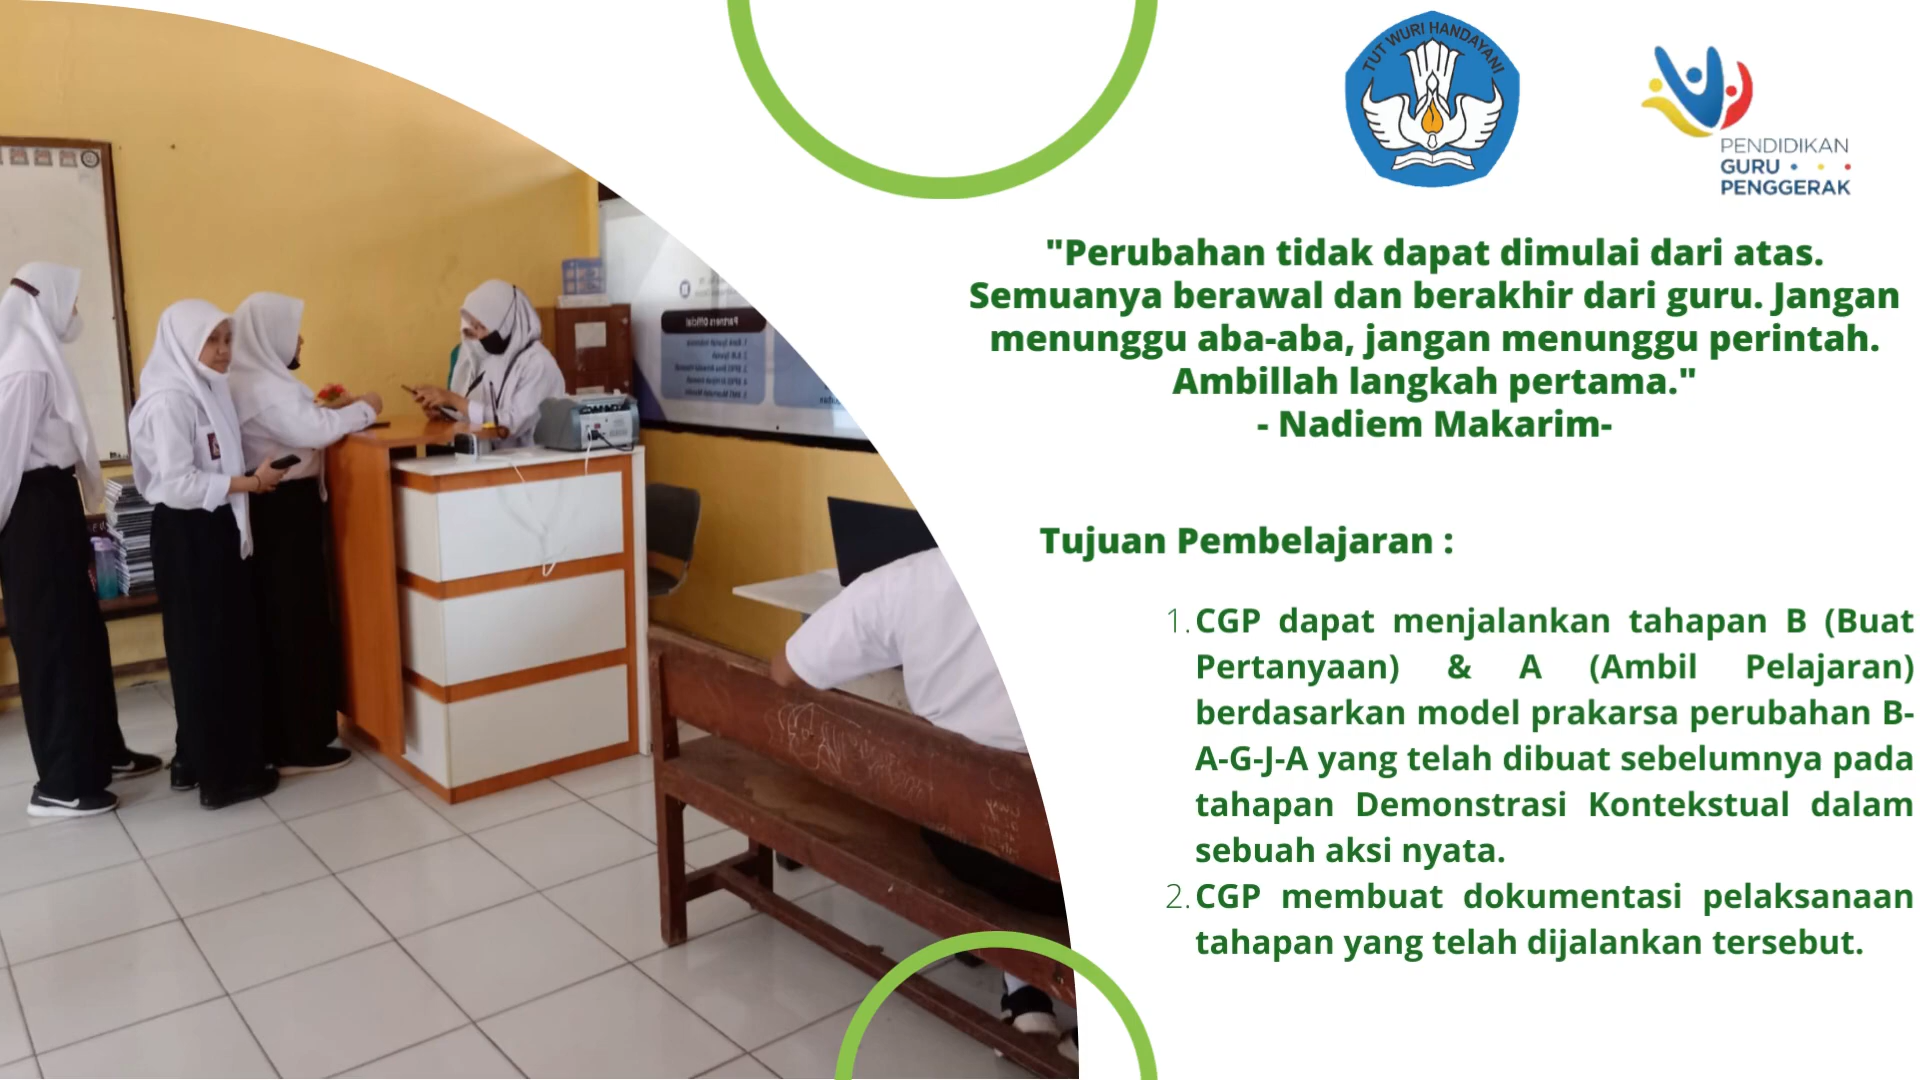 TUT WURI HANDAYANI
PENDIDIKAN
GURU
PENGGERAK
"Perubahan tidak dapat dimulai dari atas.
Semuanya berawal dan berakhir dari guru. Jangan
menunggu aba-aba, jangan menunggu perintah.
Ambillah langkah pertama."
- Nadiem Makarim-
Tujuan Pembelajaran :
1. CGP dapat menjalankan tahapan B (Buat
Pertanyaan) & A (Ambil Pelajaran)
berdasarkan model prakarsa perubahan B-
A-G-J-A yang telah dibuat sebelumnya pada
tahapan Demonstrasi Kontekstual dalam
sebuah aksi nyata.
2. CGP membuat dokumentasi pelaksanaan
tahapan yang telah dijalankan tersebut.
Partners Official